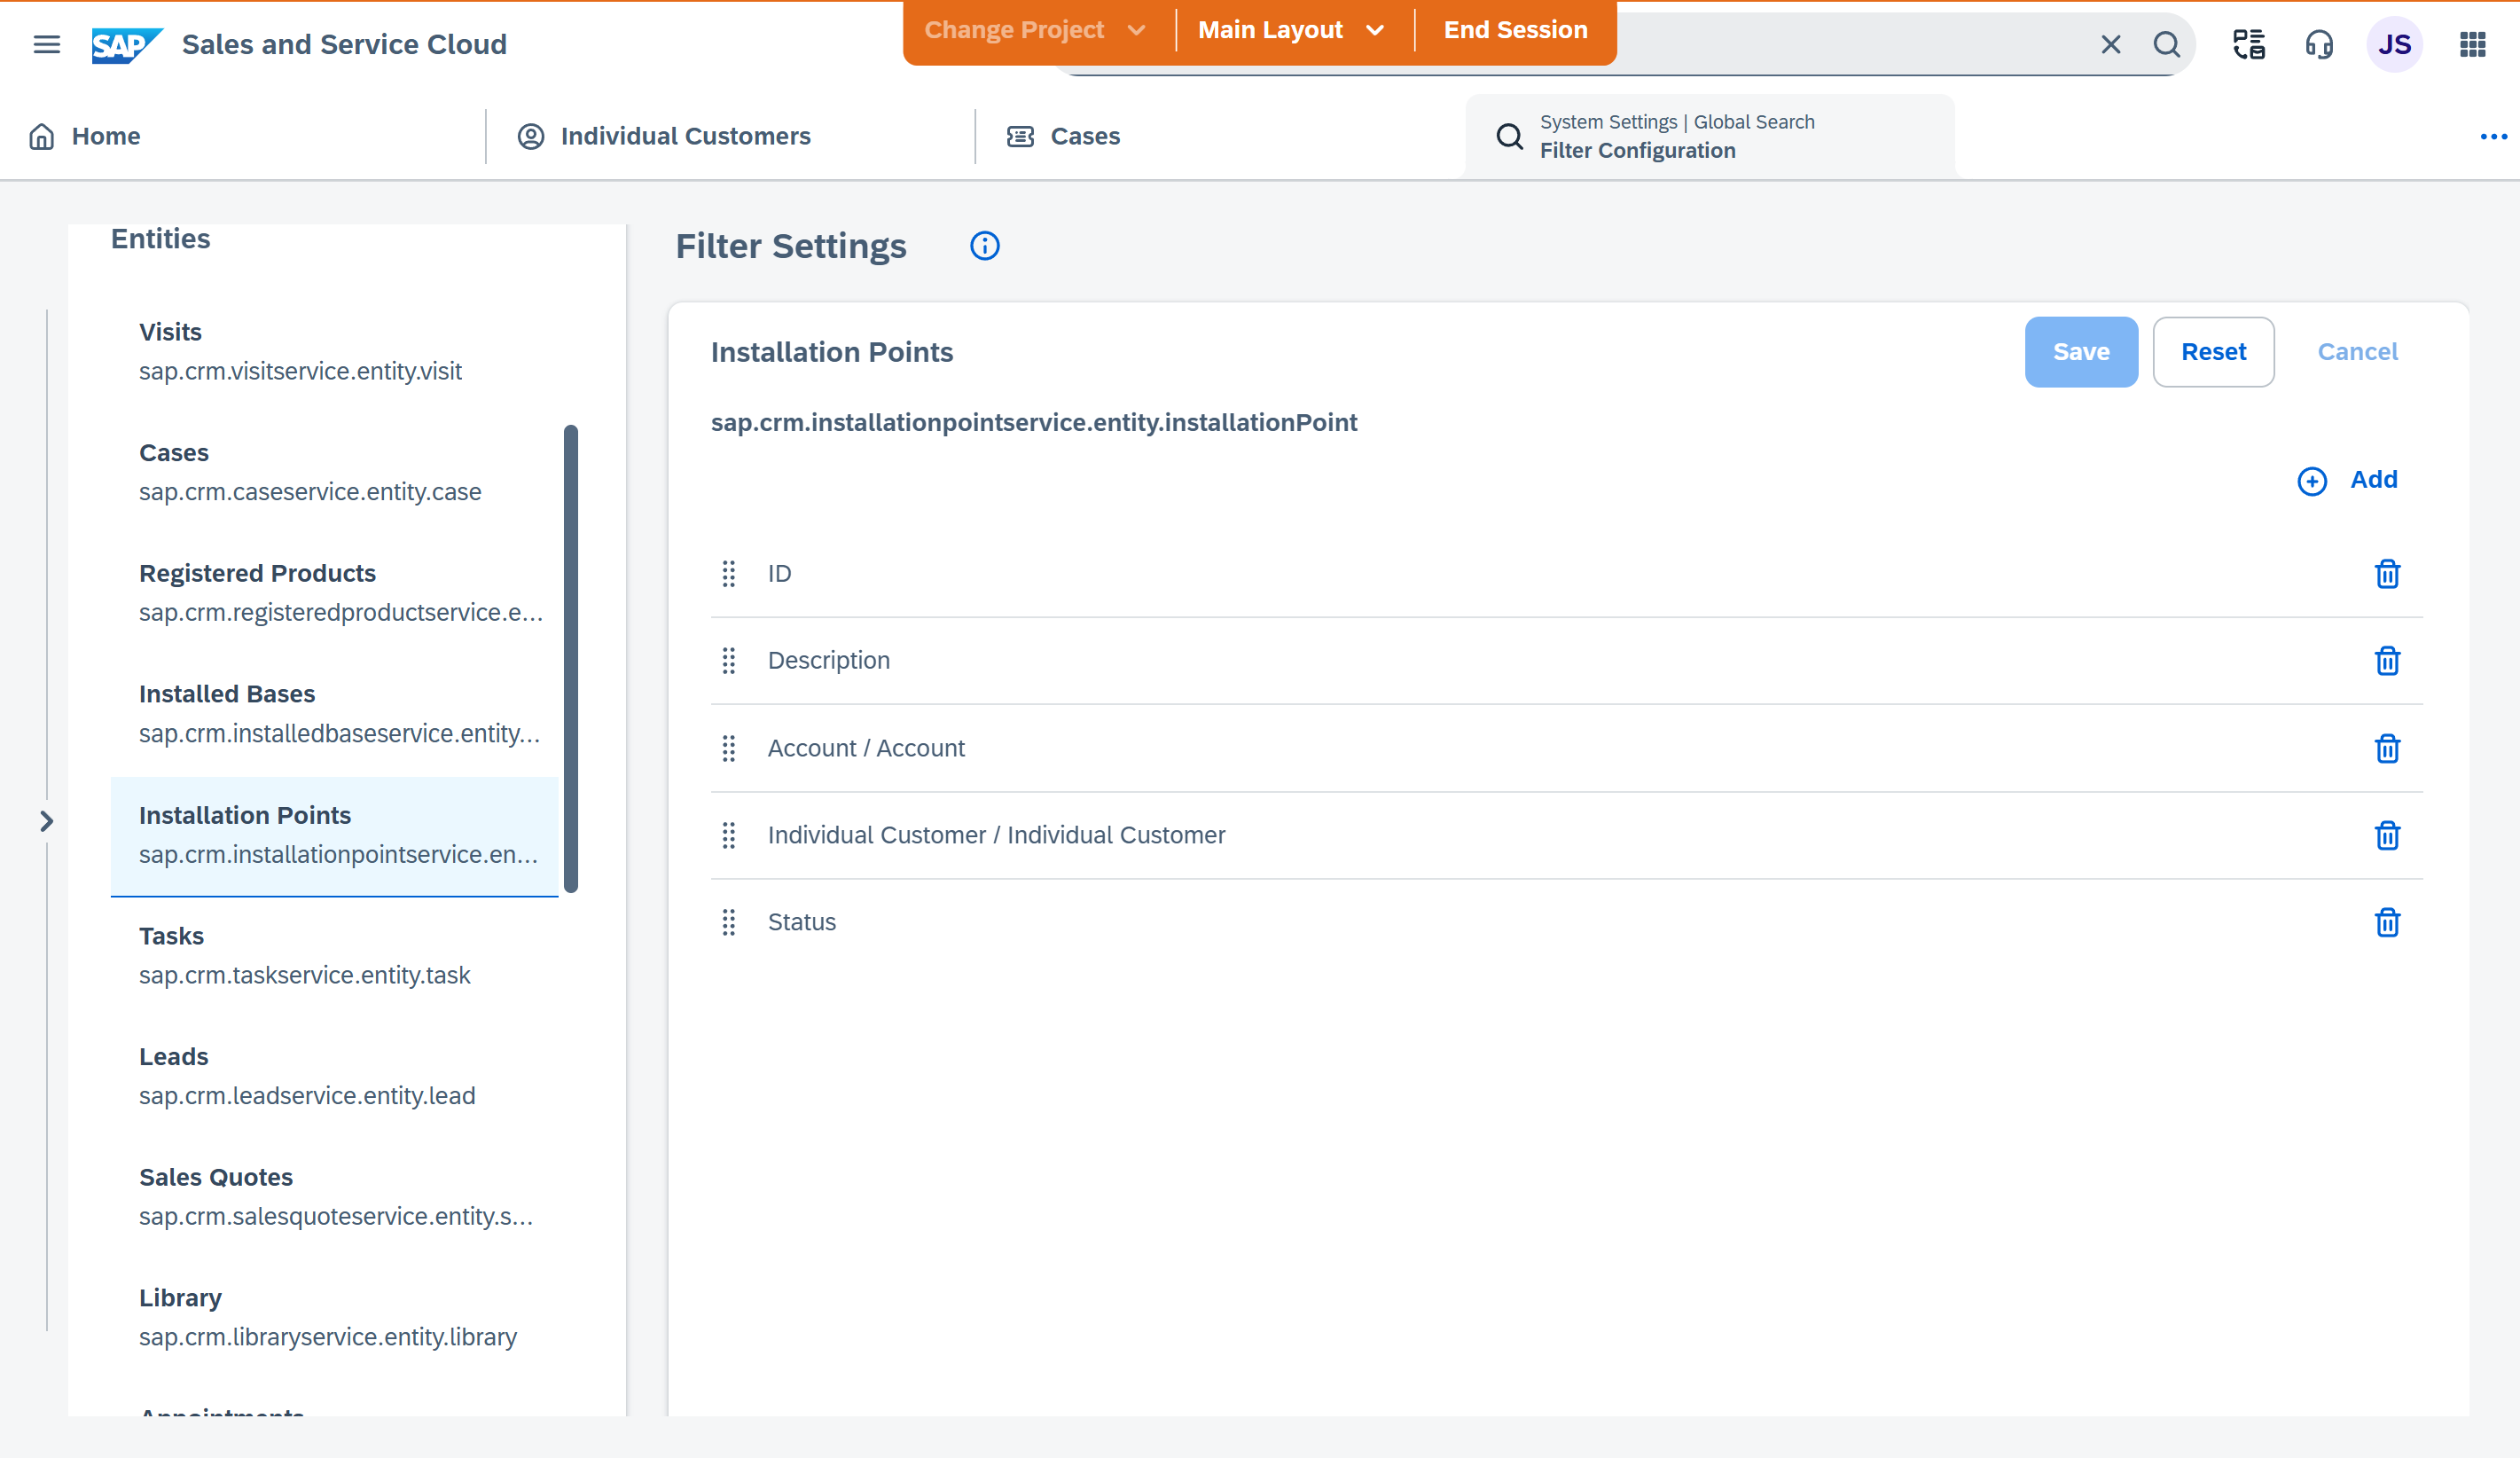 SAP Sales and Service Cloud
Change Project Main Layout End Session
JS
Home
Individual Customers
Cases
System Settings | Global Search
Filter Configuration
Entities
Visits
sap.crm.visitservice.entity.visit
Cases
sap.crm.caseservice.entity.case
Registered Products
sap.crm.registeredproductservice.e...
Installed Bases
sap.crm.installedbaseservice.entity...
Installation Points
sap.crm.installationpointservice.en...
Tasks
sap.crm.taskservice.entity.task
Leads
sap.crm.leadservice.entity.lead
Sales Quotes
sap.crm.salesquoteservice.entity.s...
Library
sap.crm.libraryservice.entity.library
Appointments
Filter Settings
Installation Points
Save Reset Cancel
sap.crm.installationpointservice.entity.installationPoint
Add
ID
Description
Account / Account
Individual Customer / Individual Customer
Status